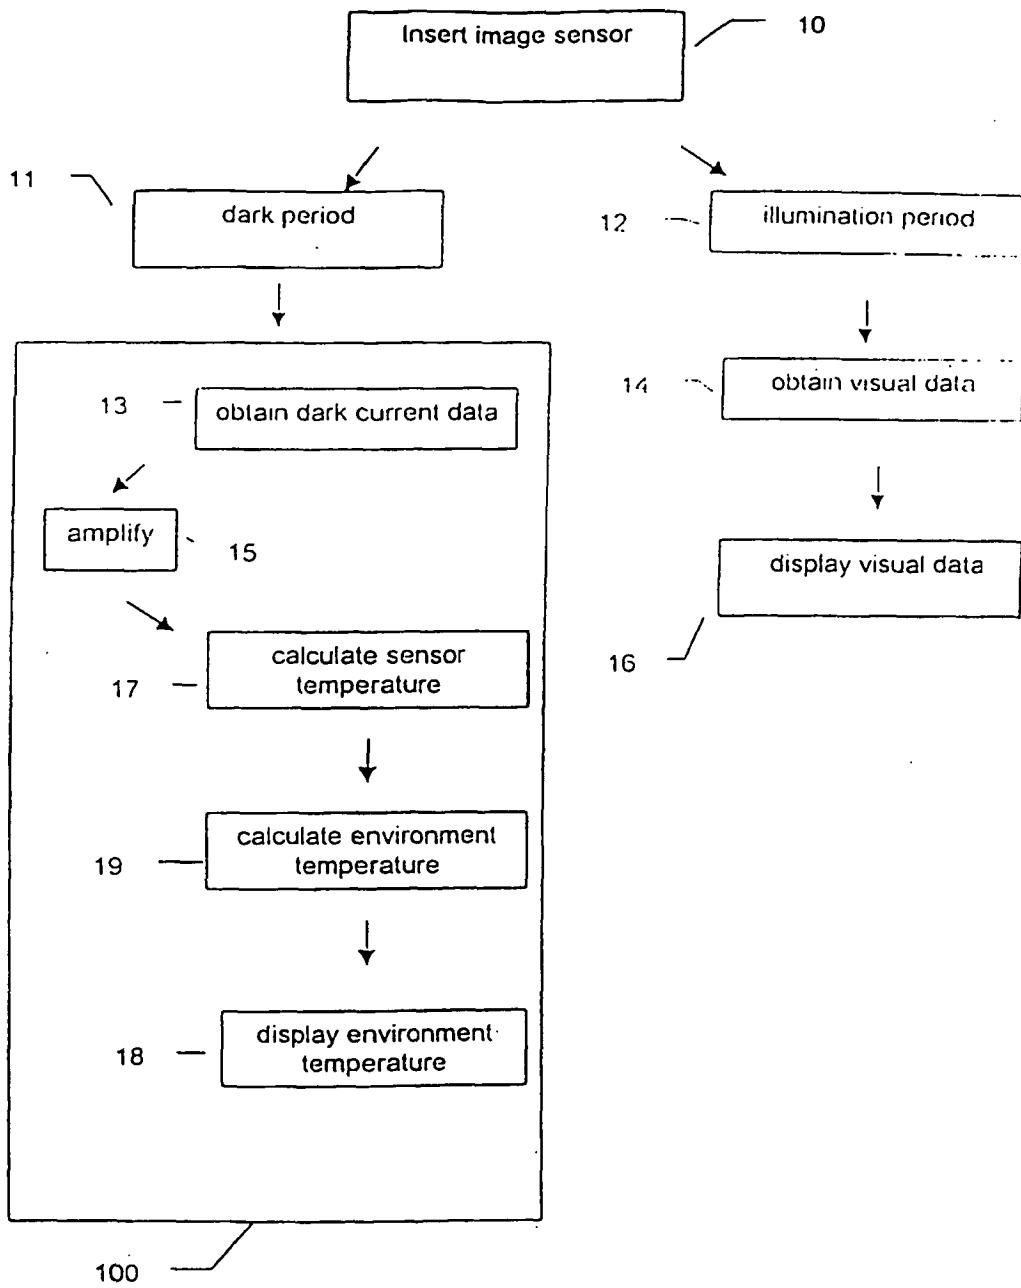 Insert image sensor
10
11
dark period
12
illumination period
13
obtain dark current data
14
obtain visual data
amplify
15
display visual data
16
17
calculate sensor
temperature
19
calculate environment
temperature
18
display environment
temperature
100